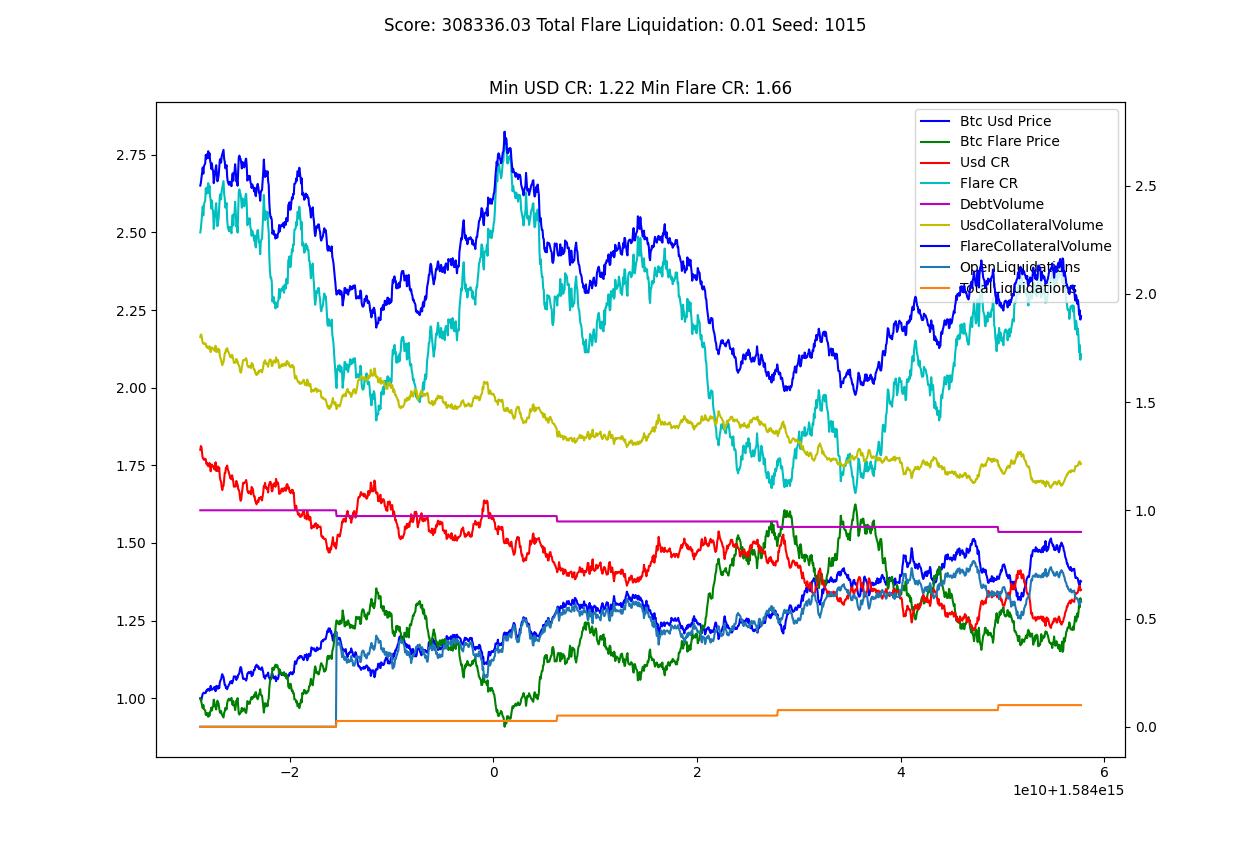 Score: 308336.03 Total Flare Liquidation: 0.01 Seed: 1015
Min USD CR: 1.22 Min Flare CR: 1.66
Btc Usd Price
Btc Flare Price
Usd CR
Flare CR
DebtVolume
UsdCollateralVolume
FlareCollateralVolume
OpenLiquidations
TotalLiquidations
2.75
2.50
2.25
2.00
1.75
1.50
1.25
1.00
2.5
2.0
1.5
1.0
0.5
0.0
−2 0 2 4 6
1e10+1.584e15